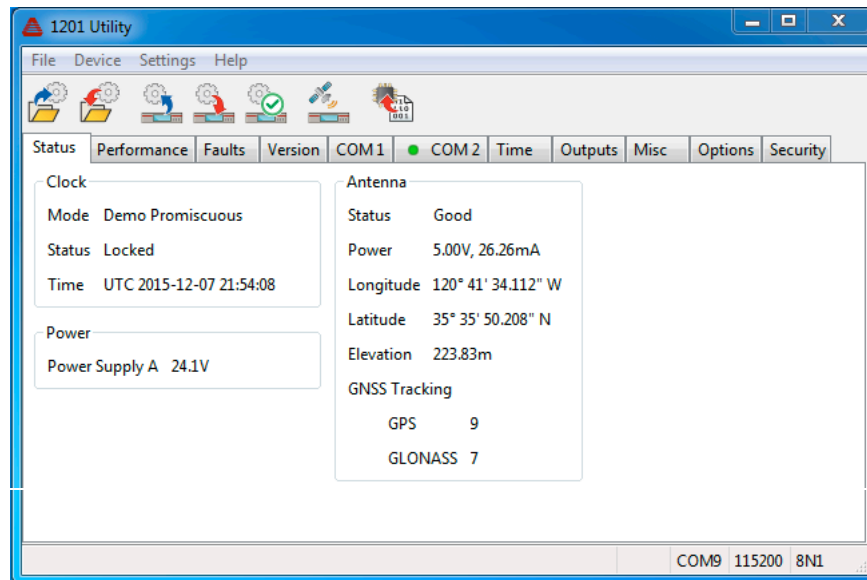 1201 Utility
File Device Settings Help
Status Performance Faults Version COM 1 COM 2 Time Outputs Misc Options Security
Clock
Mode Demo Promiscuous
Status Locked
Time UTC 2015-12-07 21:54:08
Power
Power Supply A 24.1V
Antenna
Status Good
Power 5.00V, 26.26mA
Longitude 120° 41' 34.112" W
Latitude 35° 35' 50.208" N
Elevation 223.83m
GNSS Tracking
GPS 9
GLONASS 7
COM9 115200 8N1